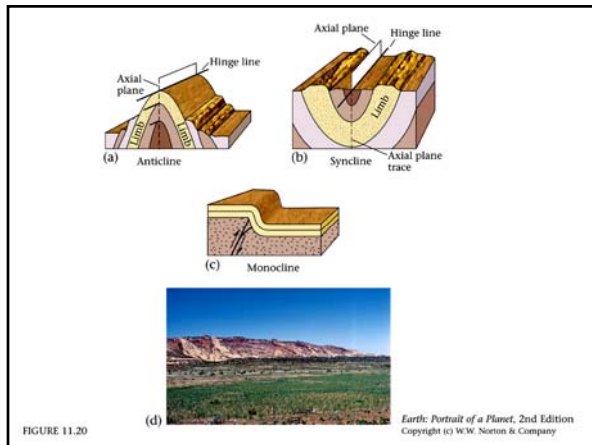 Axial
plane
Hinge line
Limb
Limb
(a)
Anticline
Axial plane
Hinge line
Limb
(b)
Syncline
Axial plane
trace
(c)
Monocline
(d)
FIGURE 11.20
Earth: Portrait of a Planet, 2nd Edition
Copyright (c) W.W. Norton & Company